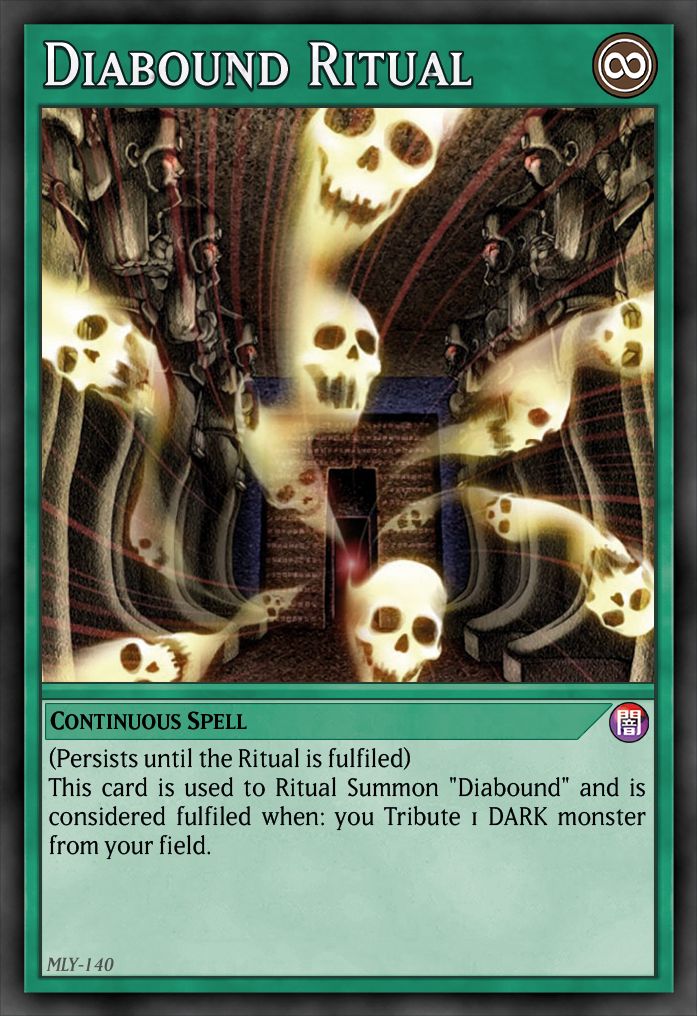 Diabound Ritual
Continuous Spell
闇
(Persists until the Ritual is fulfiled)
This card is used to Ritual Summon "Diabound" and is
considered fulfiled when: you Tribute 1 DARK monster
from your field.
MLY-140